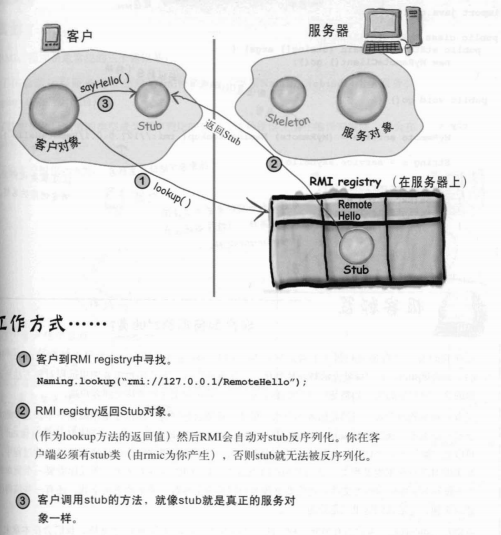 客户
服务器
sayHello()
③
Stub
客户对象
返回Stub
Skeleton
服务对象
②
① lookup()
RMI registry (在服务器上)
Remote
Hello
Stub
工作方式……
① 客户到RMI registry中寻找。
Naming.lookup("rmi://127.0.0.1/RemoteHello");
② RMI registry返回Stub对象。
(作为lookup方法的返回值)然后RMI会自动对stub反序列化。你在客
户端必须有stub类(由rmic为你产生)，否则stub就无法被反序列化。
③ 客户调用stub的方法，就像stub就是真正的服务对
象一样。